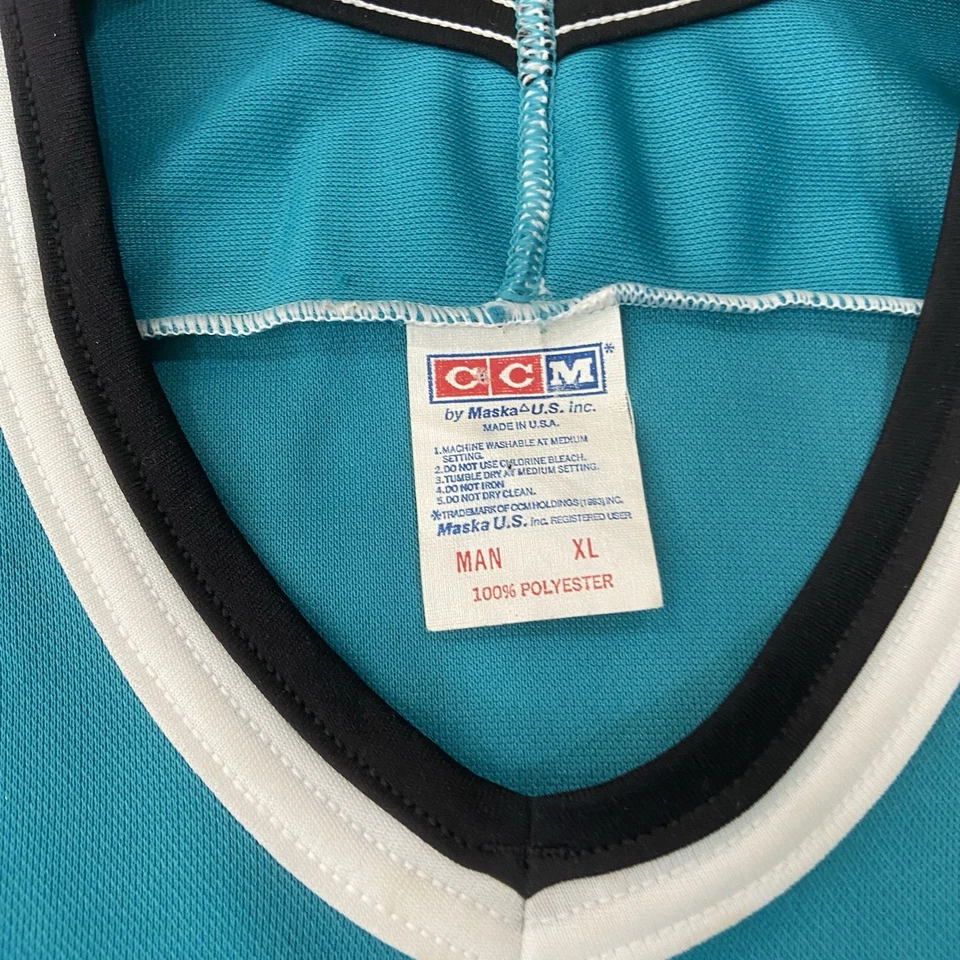 CCM*
by Maska△U.S. inc.
MADE IN U.S.A.
1.MACHINE WASHABLE AT MEDIUM
SETTING.
2.DO NOT USE CHLORINE BLEACH.
3.TUMBLE DRY AT MEDIUM SETTING.
4.DO NOT IRON
5.DO NOT DRY CLEAN.
*TRADEMARK OF CCM HOLDINGS (1983) INC.
Maska U.S. inc. REGISTERED USER
MAN XL
100% POLYESTER